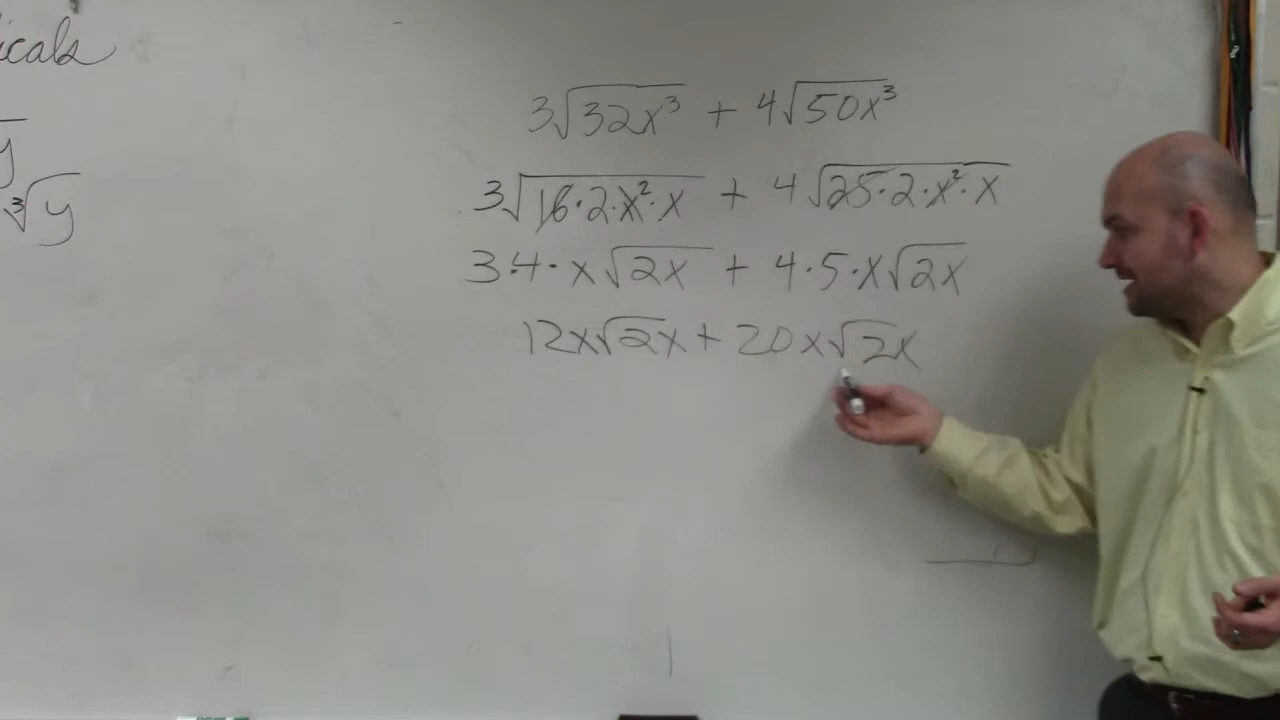 icals
y
∛y
3√32x³ + 4√50x³
3√16·2·x²·x + 4√25·2·x²·x
3·4·x√2x + 4·5·x√2x
12x√2x + 20x√2x